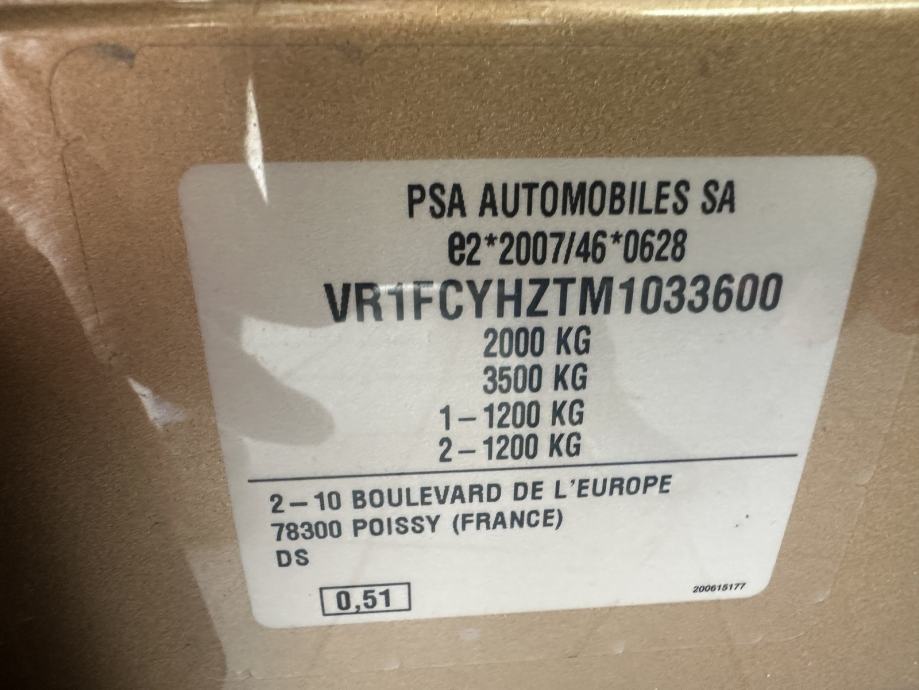 PSA AUTOMOBILES SA
e2*2007/46*0628
VR1FCYHZTM1033600
2000 KG
3500 KG
1-1200 KG
2-1200 KG
2-10 BOULEVARD DE L'EUROPE
78300 POISSY (FRANCE)
DS
0,51
200615177